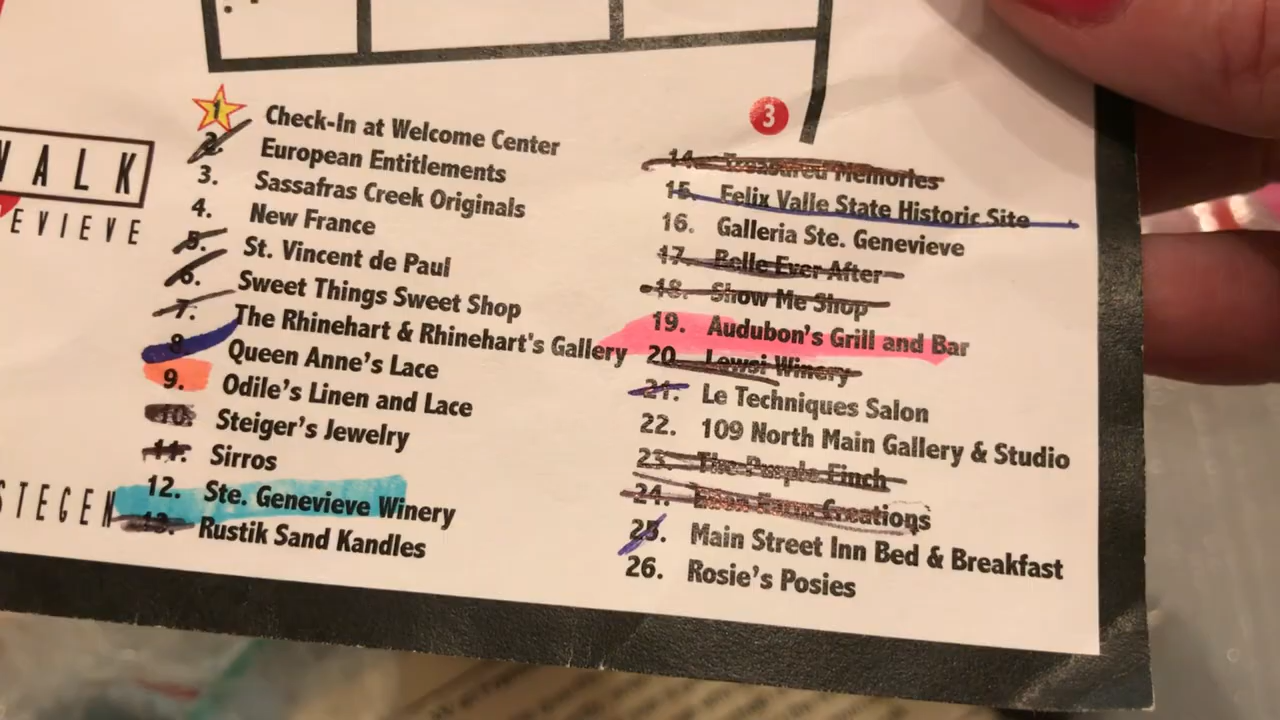 WALK
EVIEVE
STEGEN
1 Check-In at Welcome Center
2. European Entitlements
3. Sassafras Creek Originals
4. New France
5. St. Vincent de Paul
6. Sweet Things Sweet Shop
7. The Rhinehart & Rhinehart's Gallery
8 Queen Anne's Lace
9. Odile's Linen and Lace
10. Steiger's Jewelry
11. Sirros
12. Ste. Genevieve Winery
13. Rustik Sand Kandles
3
14. Treasured Memories
15. Felix Valle State Historic Site
16. Galleria Ste. Genevieve
17. Belle Ever After
18. Show Me Shop
19. Audubon's Grill and Bar
20. Winery
21. Le Techniques Salon
22. 109 North Main Gallery & Studio
23. The Purple Finch
24. Farm Creations
25. Main Street Inn Bed & Breakfast
26. Rosie's Posies